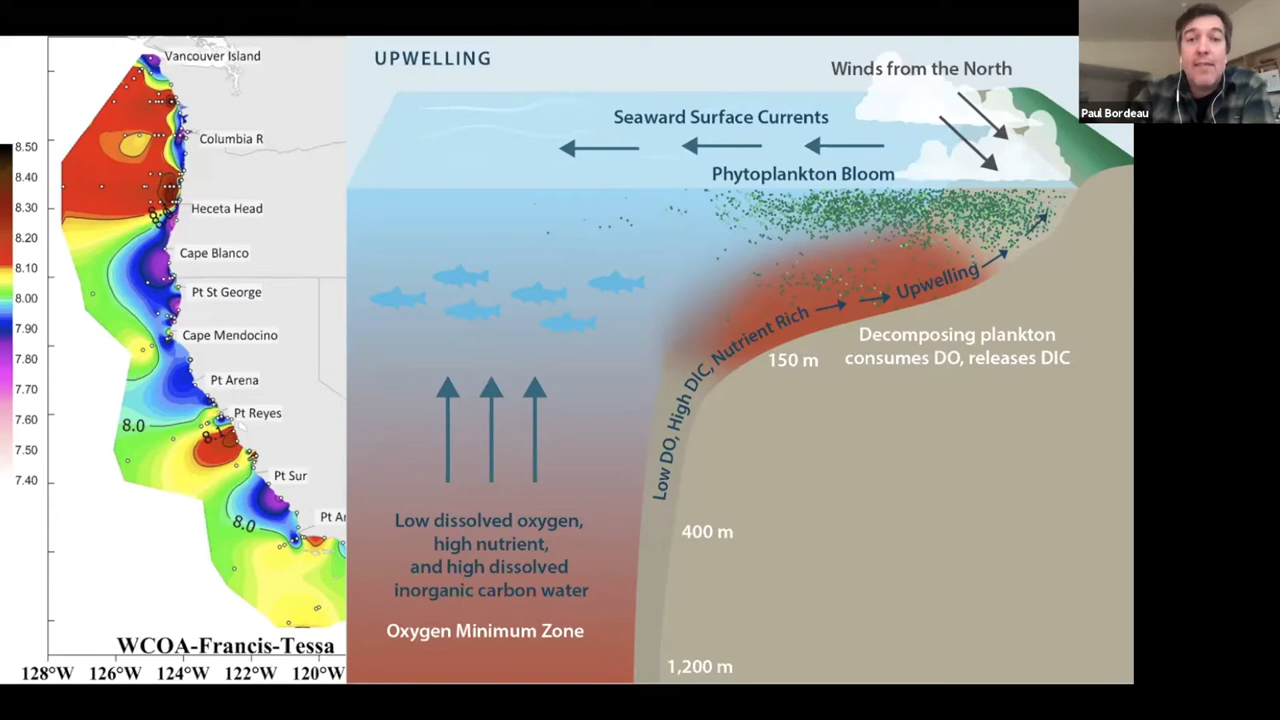 Vancouver Island
Columbia R
Heceta Head
Cape Blanco
Pt St George
Cape Mendocino
Pt Arena
Pt Reyes
Pt Sur
Pt Ar
8.50
8.40
8.30
8.20
8.10
8.00
7.90
7.80
7.70
7.60
7.50
7.40
8.0
8.0
WCOA-Francis-Tessa
128°W 126°W 124°W 122°W 120°W
UPWELLING
Winds from the North
Seaward Surface Currents
Phytoplankton Bloom
Low DO, High DIC, Nutrient Rich
Upwelling
Decomposing plankton
consumes DO, releases DIC
150 m
400 m
1,200 m
Low dissolved oxygen,
high nutrient,
and high dissolved
inorganic carbon water
Oxygen Minimum Zone
Paul Bordeau